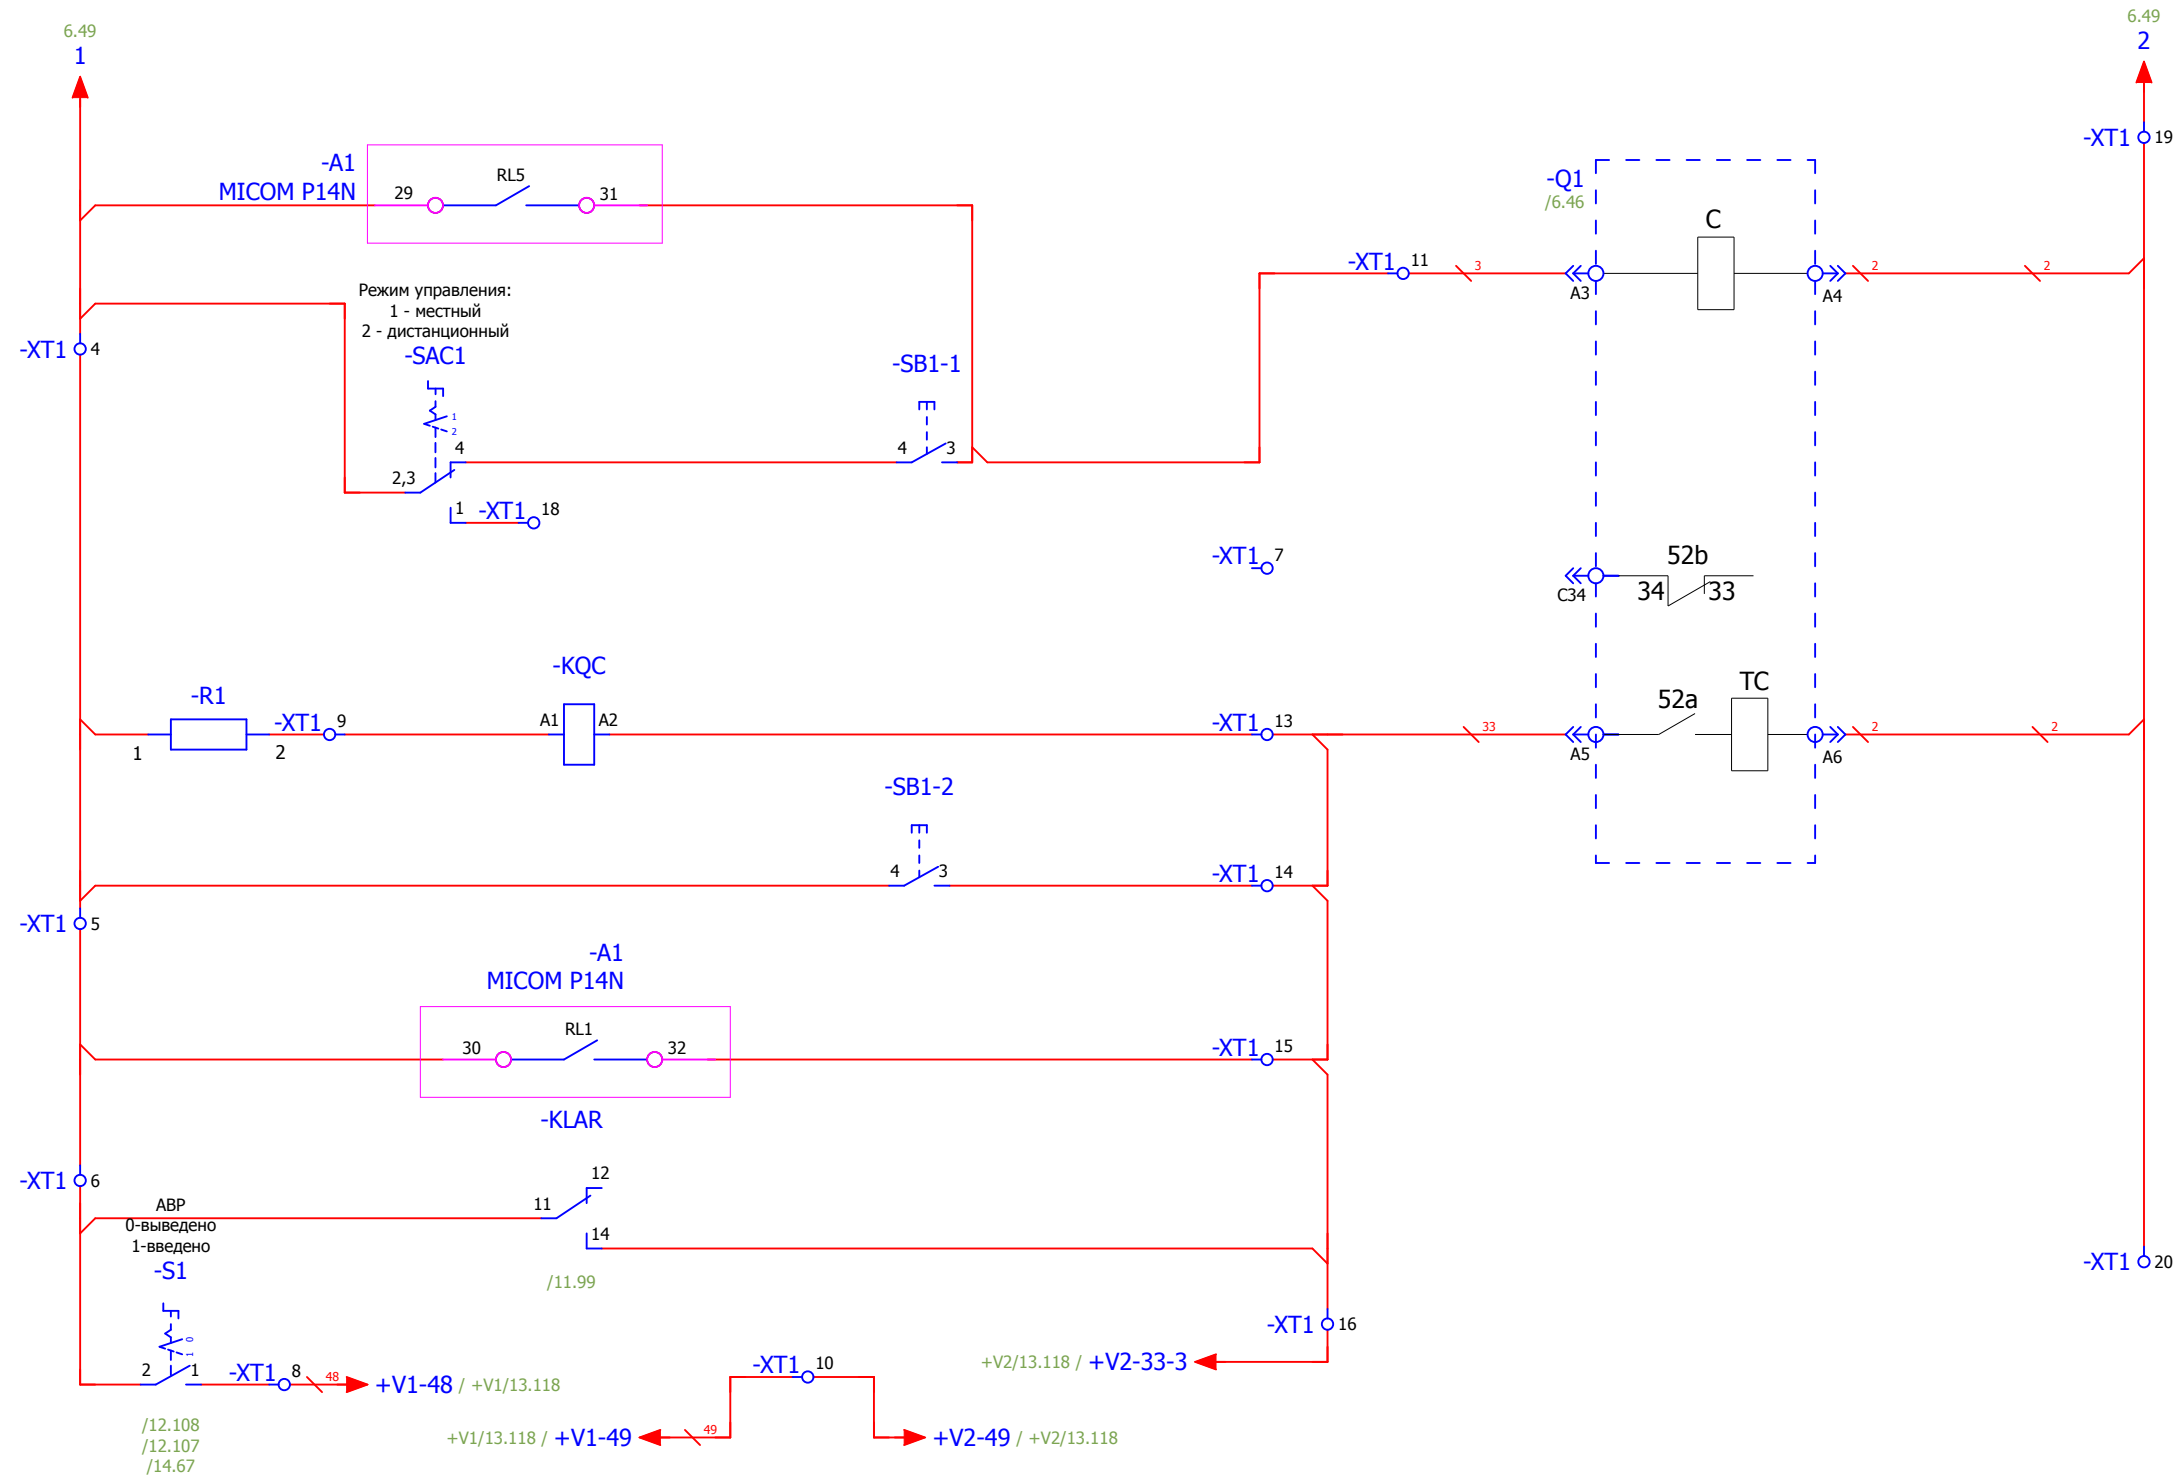 6.49
1
6.49
2
-XT1 19
-A1
MICOM P14N
29
RL5
31
-Q1
/6.46
C
-XT1 11
3
A3
A4
2
2
Режим управления:
1 - местный
2 - дистанционный
-SAC1
-XT1 4
-SB1-1
1
2
4
2,3
4
3
1
-XT1 18
-XT1 7
52b
C34
34
33
-KQC
-R1
52a
TC
1
2
-XT1 9
A1
A2
-XT1 13
33
A5
A6
2
2
-SB1-2
4
3
-XT1 14
-XT1 5
-A1
MICOM P14N
30
RL1
32
-XT1 15
-KLAR
-XT1 6
12
11
14
/11.99
АВР
0-выведено
1-введено
-S1
-XT1 20
0
1
2
1
-XT1 8
48
+V1-48 / +V1/13.118
-XT1 16
+V2/13.118 / +V2-33-3
-XT1 10
/12.108
/12.107
/14.67
+V1/13.118 / +V1-49
49
+V2-49 / +V2/13.118